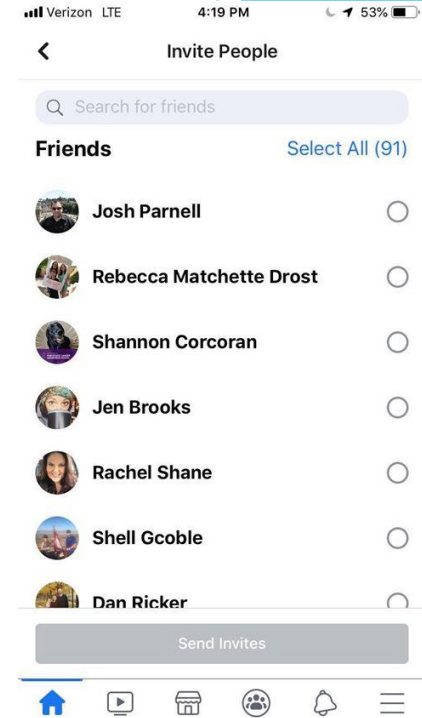 Verizon LTE 4:19 PM 53%
Invite People
Search for friends
Friends Select All (91)
Josh Parnell
Rebecca Matchette Drost
Shannon Corcoran
Jen Brooks
Rachel Shane
Shell Gcoble
Dan Ricker
Send Invites